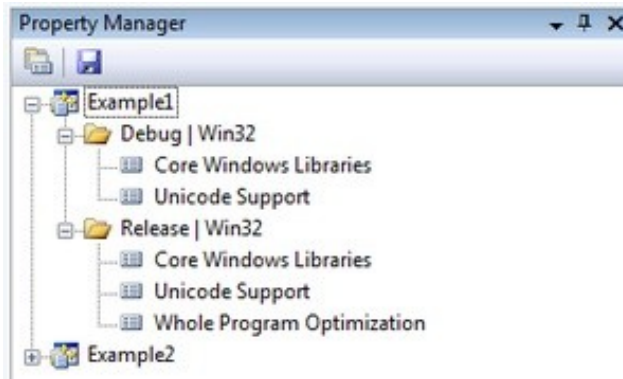 Property Manager
Example1
Debug | Win32
Core Windows Libraries
Unicode Support
Release | Win32
Core Windows Libraries
Unicode Support
Whole Program Optimization
Example2